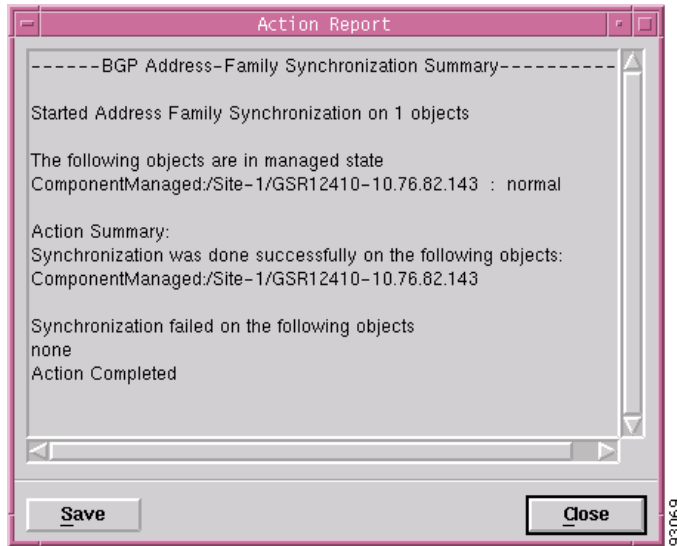 Action Report
------BGP Address-Family Synchronization Summary----------
Started Address Family Synchronization on 1 objects
The following objects are in managed state
ComponentManaged:/Site-1/GSR12410-10.76.82.143 : normal
Action Summary:
Synchronization was done successfully on the following objects:
ComponentManaged:/Site-1/GSR12410-10.76.82.143
Synchronization failed on the following objects
none
Action Completed
Save
Close
93069